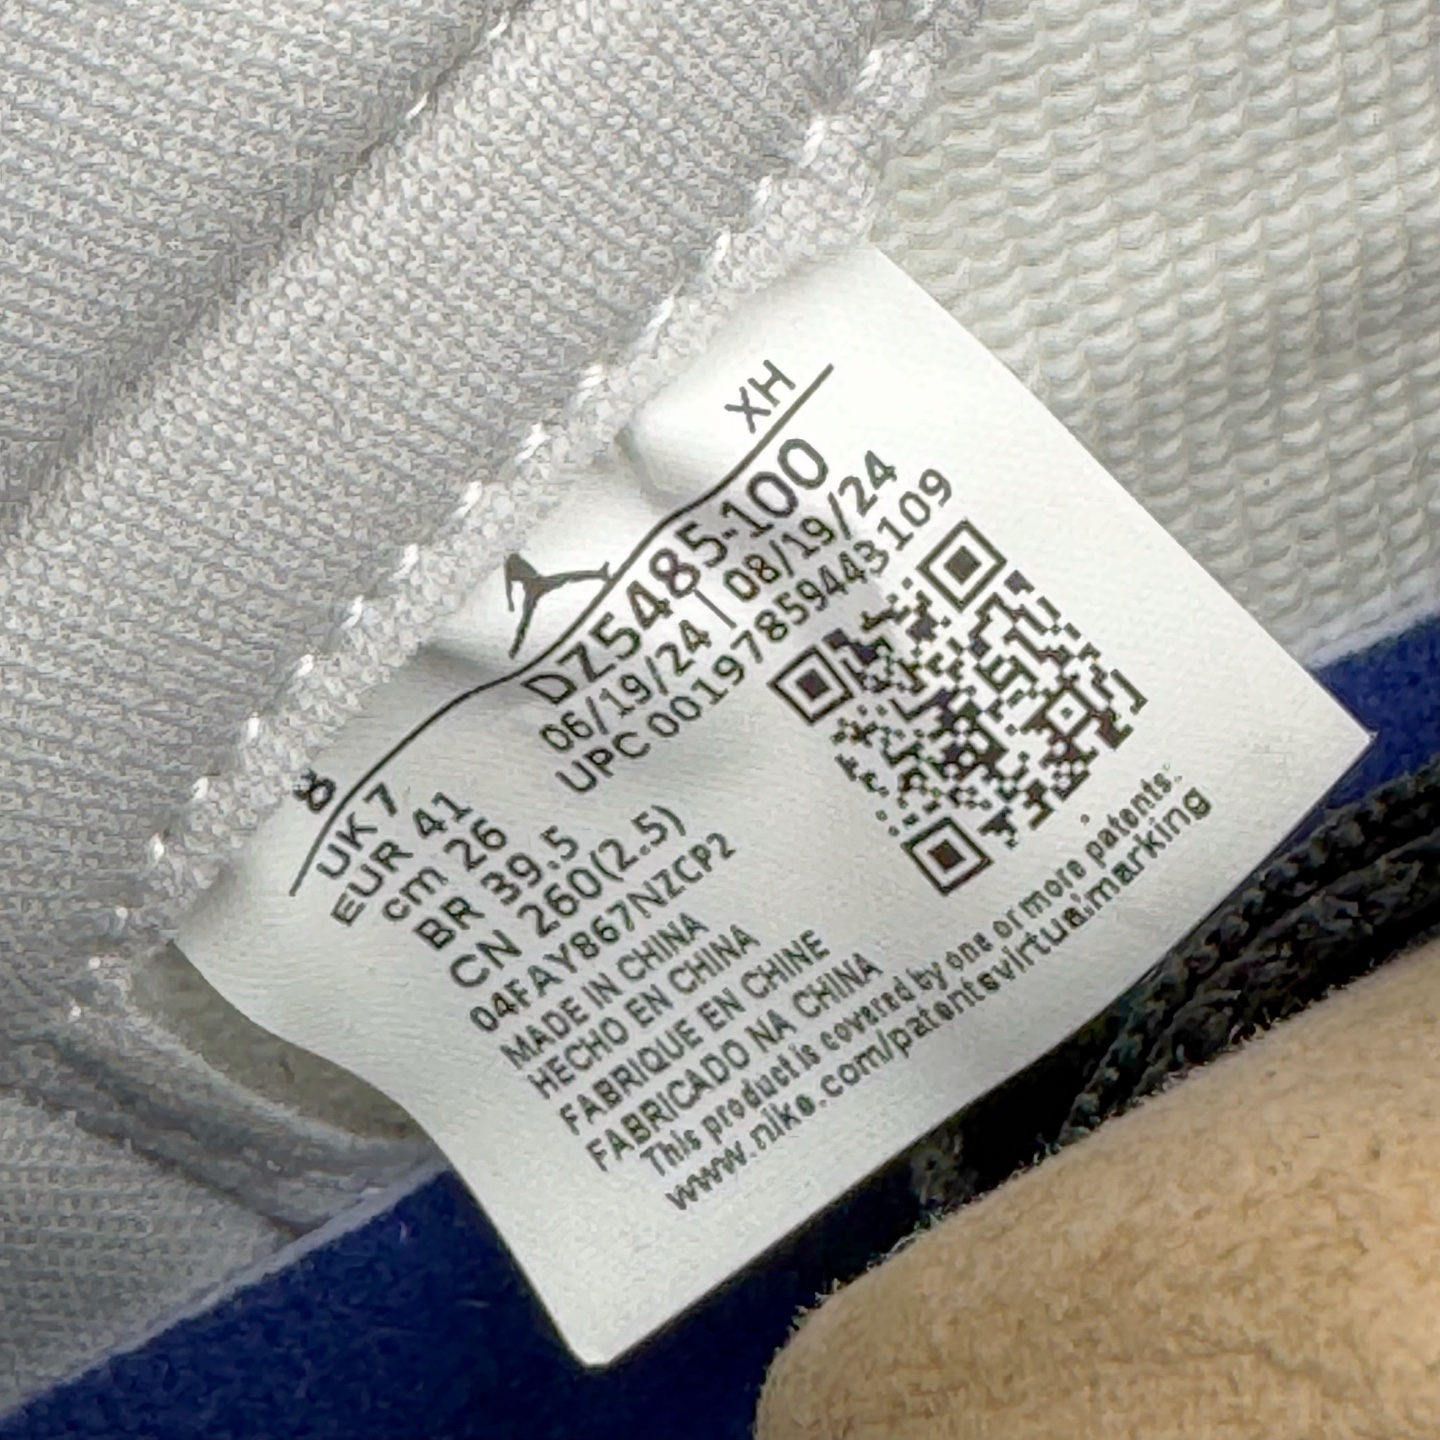 XH
DZ5485-100
06/19/24 | 08/19/24
UPC 00197859443109
8
UK 7
EUR 41
cm 26
BR 39.5
CN 260(2.5)
04FAY867NZCP2
MADE IN CHINA
HECHO EN CHINA
FABRIQUE EN CHINE
FABRICADO NA CHINA
This product is covered by one or more patents.
www.nike.com/patentsvirtualmarking